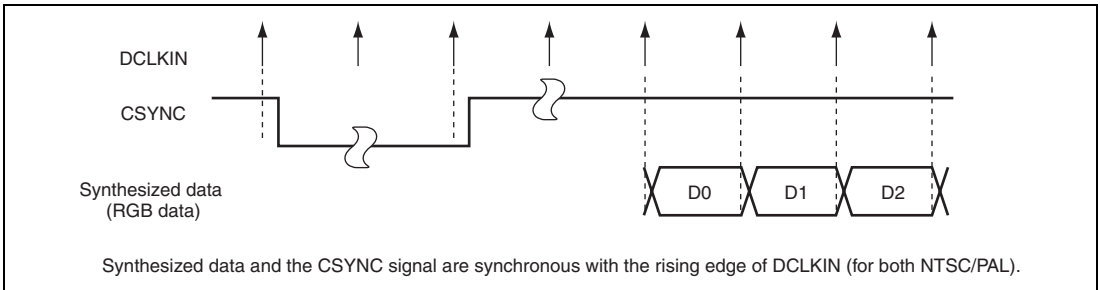 DCLKIN
CSYNC
Synthesized data
(RGB data)
D0
D1
D2
Synthesized data and the CSYNC signal are synchronous with the rising edge of DCLKIN (for both NTSC/PAL).